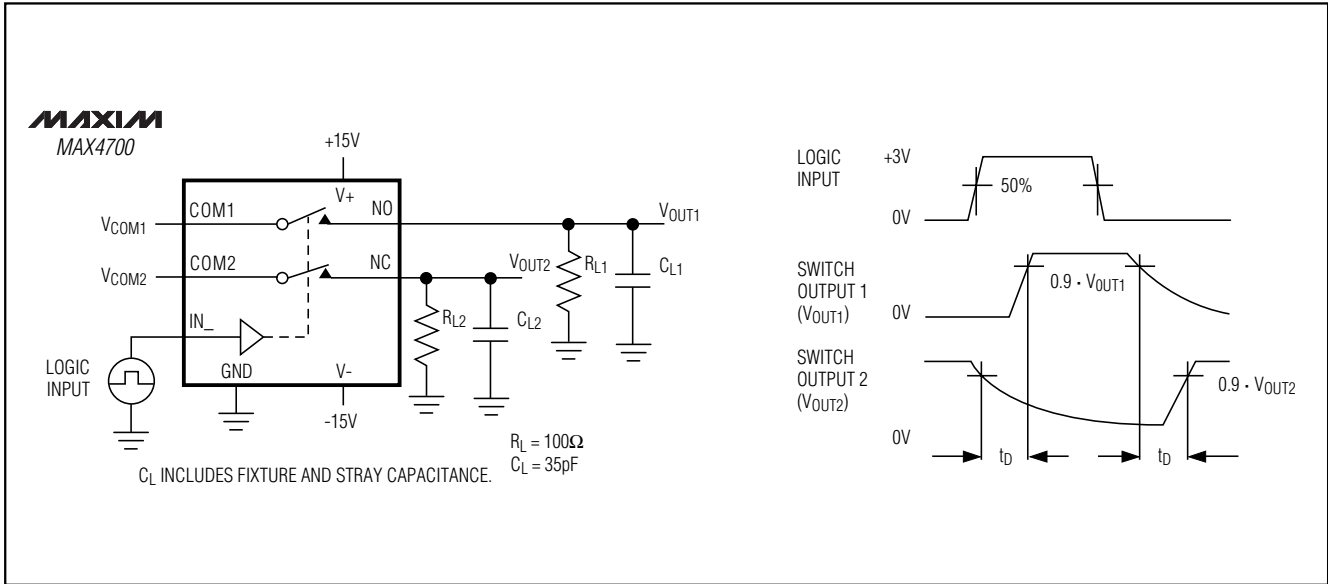 MAXIM
MAX4700
+15V
V+
COM1
NO
VCOM1
VOUT1
COM2
NC
VCOM2
VOUT2
RL1
CL1
RL2
CL2
IN_
LOGIC
INPUT
GND
V-
-15V
RL = 100Ω
CL = 35pF
CL INCLUDES FIXTURE AND STRAY CAPACITANCE.
LOGIC
INPUT
+3V
50%
0V
SWITCH
OUTPUT 1
(VOUT1)
0.9 · V0UT1
0V
SWITCH
OUTPUT 2
(VOUT2)
0.9 · VOUT2
0V
tD
tD